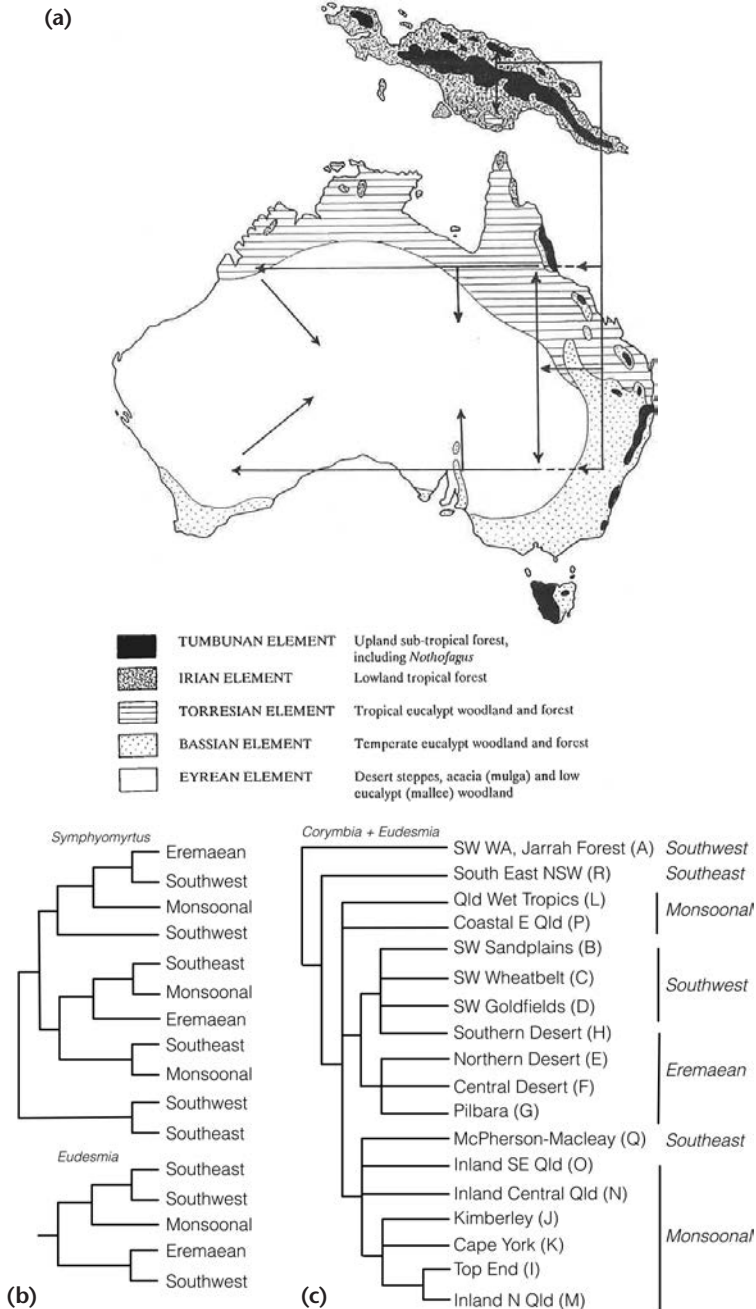 (a)
TUMBUNAN ELEMENT Upland sub-tropical forest,
including Nothofagus
IRIAN ELEMENT Lowland tropical forest
TORRESIAN ELEMENT Tropical eucalypt woodland and forest
BASSIAN ELEMENT Temperate eucalypt woodland and forest
EYREAN ELEMENT Desert steppes, acacia (mulga) and low
eucalypt (mallee) woodland
Symphyomyrtus
Eremaean
Southwest
Monsoonal
Southwest
Southeast
Monsoonal
Eremaean
Southeast
Monsoonal
Southwest
Southeast
Eudesmia
Southeast
Southwest
Monsoonal
Eremaean
Southwest
(b)
Corymbia + Eudesmia
SW WA, Jarrah Forest (A) Southwest
South East NSW (R) Southeast
Qld Wet Tropics (L)
Coastal E Qld (P)
Monsoonal
SW Sandplains (B)
SW Wheatbelt (C)
SW Goldfields (D)
Southwest
Southern Desert (H)
Northern Desert (E)
Central Desert (F)
Pilbara (G)
Eremaean
McPherson-Macleay (Q) Southeast
Inland SE Qld (O)
Inland Central Qld (N)
Kimberley (J)
Cape York (K)
Top End (I)
Inland N Qld (M)
Monsoonal
(c)